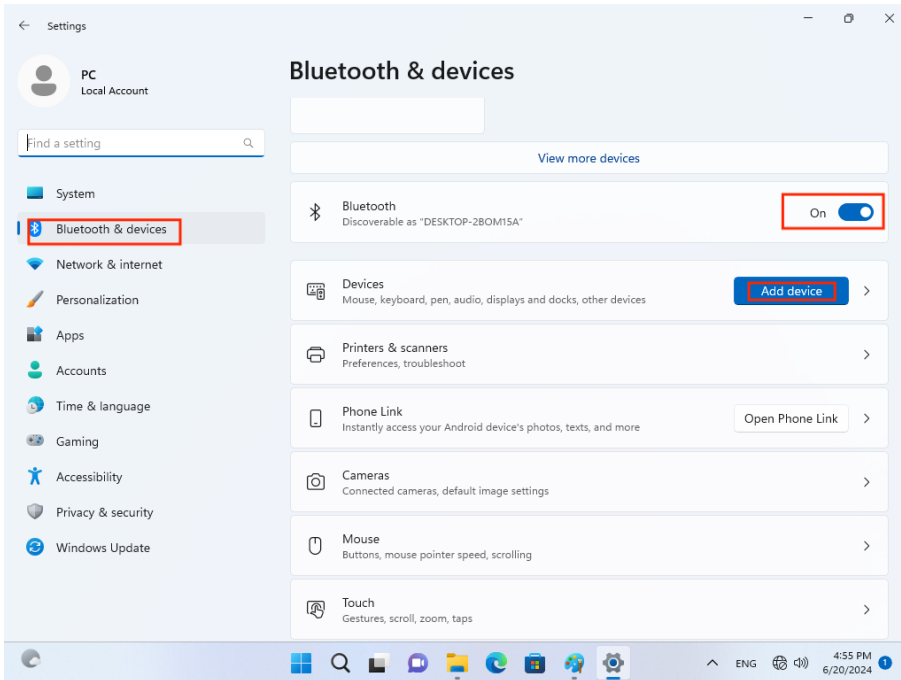 Settings
PC
Local Account
Find a setting
System
Bluetooth & devices
Network & internet
Personalization
Apps
Accounts
Time & language
Gaming
Accessibility
Privacy & security
Windows Update
Bluetooth & devices
View more devices
Bluetooth
Discoverable as "DESKTOP-2BOM15A"
On
Devices
Mouse, keyboard, pen, audio, displays and docks, other devices
Add device
Printers & scanners
Preferences, troubleshoot
Phone Link
Instantly access your Android device's photos, texts, and more
Open Phone Link
Cameras
Connected cameras, default image settings
Mouse
Buttons, mouse pointer speed, scrolling
Touch
Gestures, scroll, zoom, taps
ENG
4:55 PM
6/20/2024
1